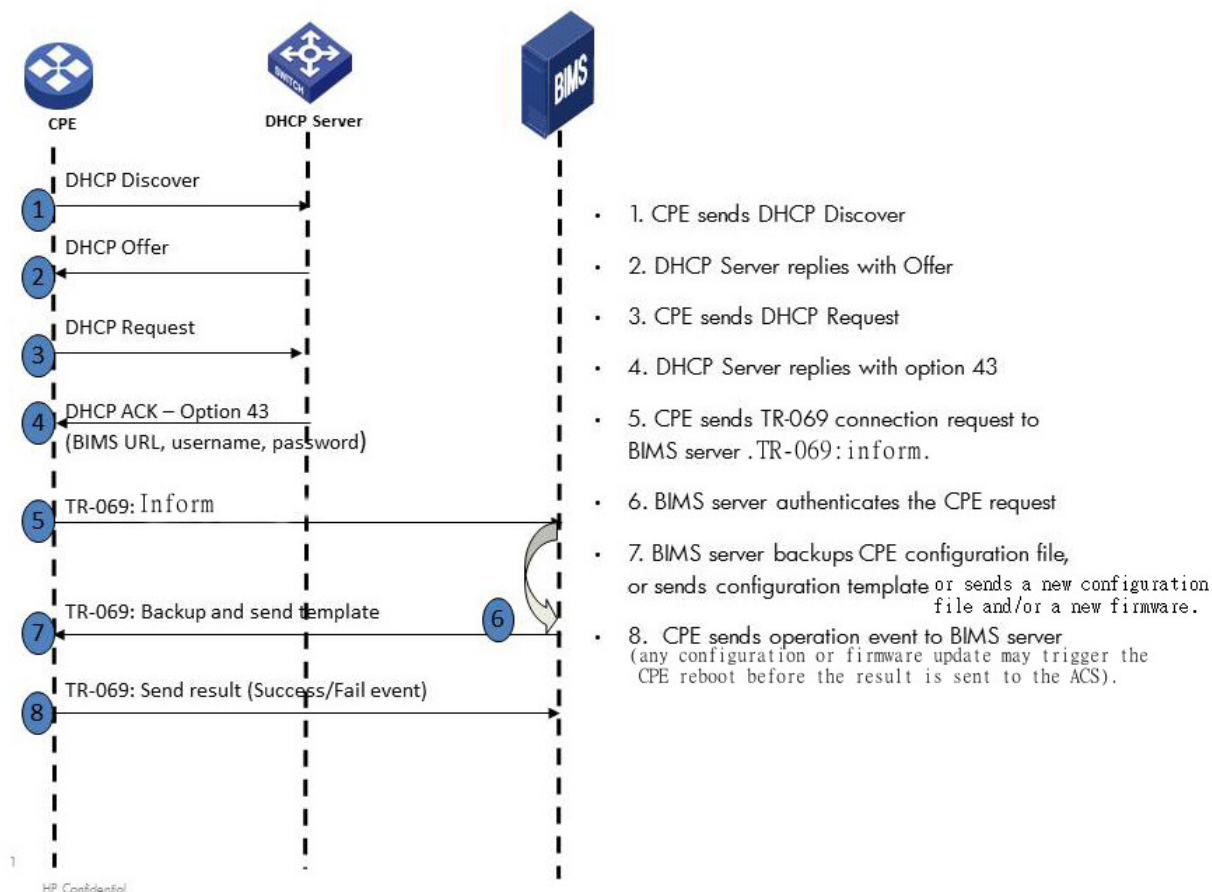 SWITCH
BIMS
CPE
DHCP Server
DHCP Discover
1
DHCP Offer
2
DHCP Request
3
DHCP ACK – Option 43
4
(BIMS URL, username, password)
TR-069: Inform
5
TR-069: Backup and send template
6
7
TR-069: Send result (Success/Fail event)
8
• 1. CPE sends DHCP Discover
• 2. DHCP Server replies with Offer
• 3. CPE sends DHCP Request
• 4. DHCP Server replies with option 43
• 5. CPE sends TR-069 connection request to
BIMS server .TR-069:inform.
• 6. BIMS server authenticates the CPE request
• 7. BIMS server backups CPE configuration file,
or sends configuration template or sends a new configuration
file and/or a new firmware.
• 8. CPE sends operation event to BIMS server
(any configuration or firmware update may trigger the
CPE reboot before the result is sent to the ACS).
1
HP Confidential